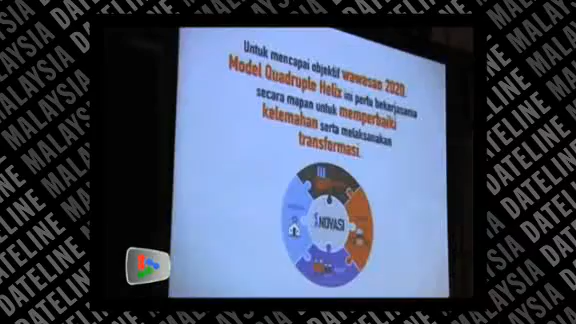 Untuk mencapai objektif wawasan 2020,
Model Quadruple Helix ini perlu bekerjasama
secara mapan untuk memperbaiki
kelemahan serta melaksanakan
transformasi.
INOVASI
DATELINE MALAYSIA